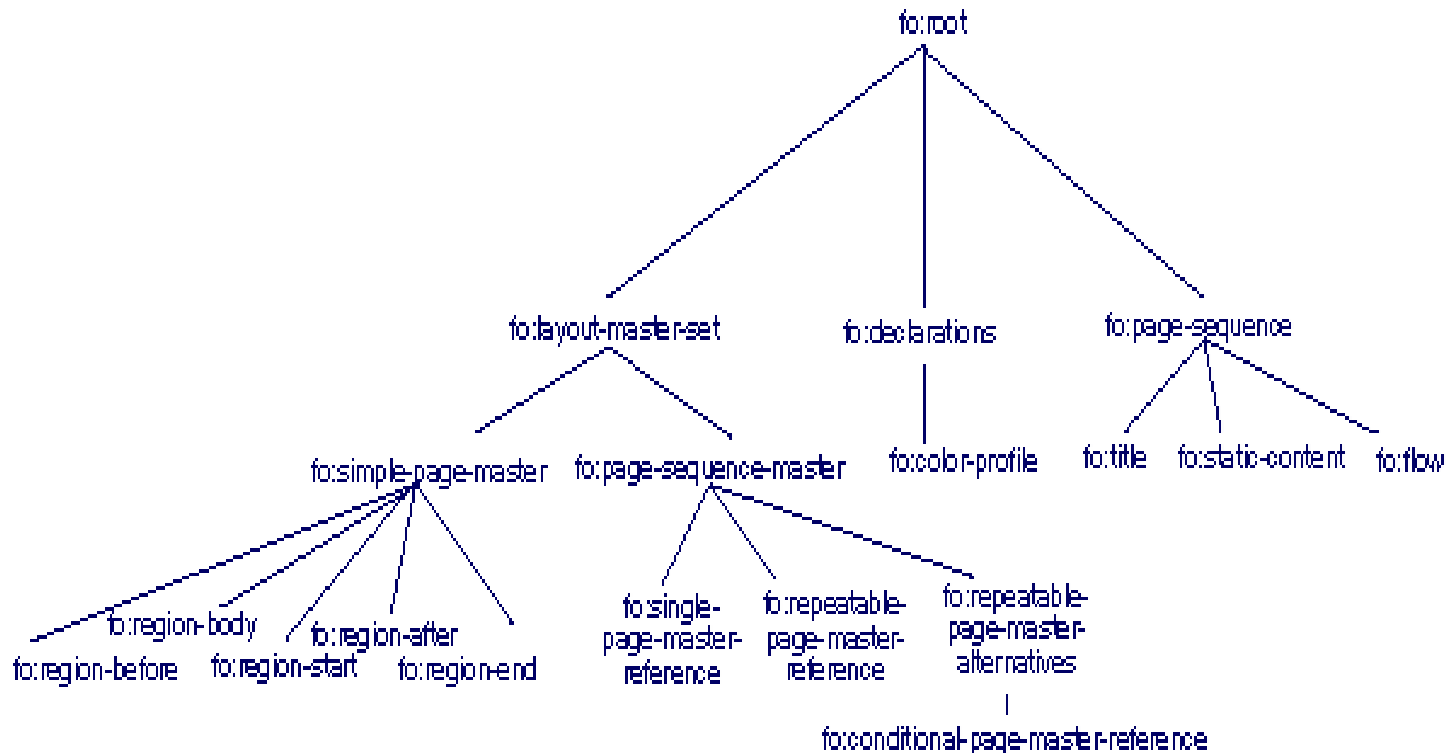 fo:root
fo:layout-master-set
fo:declarations
fo:page-sequence
fo:simple-page-master
fo:page-sequence-master
fo:color-profile
fo:title
fo:static-content
fo:flow
fo:region-before
fo:region-body
fo:region-start
fo:region-after
fo:region-end
fo:single-
page-master-
reference
fo:repeatable-
page-master-
reference
fo:repeatable-
page-master-
alternatives
fo:conditional-page-master-reference